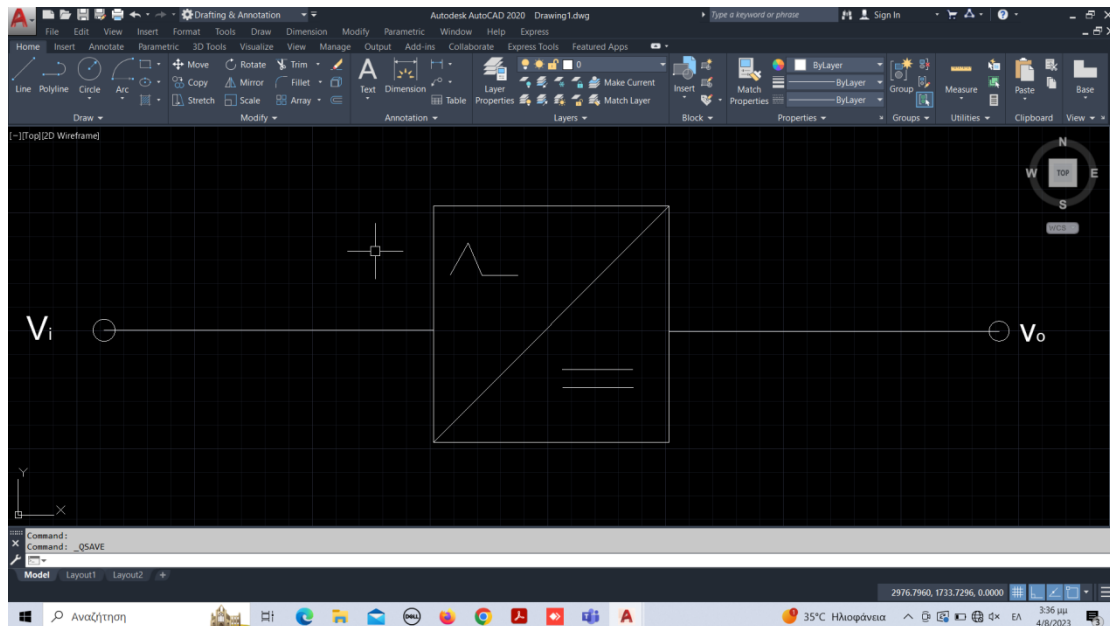 Drafting & Annotation
Autodesk AutoCAD 2020 Drawing1.dwg
Type a keyword or phrase
Sign In
File Edit View Insert Format Tools Draw Dimension Modify Parametric Window Help Express
Home Insert Annotate Parametric 3D Tools Visualize View Manage Output Add-ins Collaborate Express Tools Featured Apps
Move Rotate Trim 0 ByLayer
Copy Mirror Fillet Make Current ByLayer
Line Polyline Circle Arc Text Dimension Layer Properties Insert Match Properties Group Measure Paste Base
Stretch Scale Array Table Match Layer ByLayer
Draw Modify Annotation Layers Block Properties Groups Utilities Clipboard View
[-][Top][2D Wireframe]
N
W TOP E
S
WCS
Vi Vo
Y
X
Command:
Command: _QSAVE
Model Layout1 Layout2 +
2976.7960, 1733.7296, 0.0000
Αναζήτηση DELL 35°C Ηλιοφάνεια ΕΛ 3:36 μμ
4/8/2023